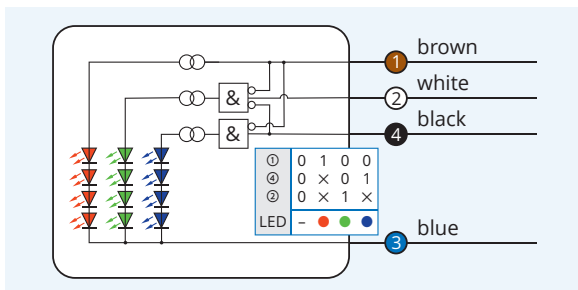 brown
1
white
&
2
black
&
4
① 0 1 0 0
④ 0 × 0 1
② 0 × 1 ×
LED –
blue
3